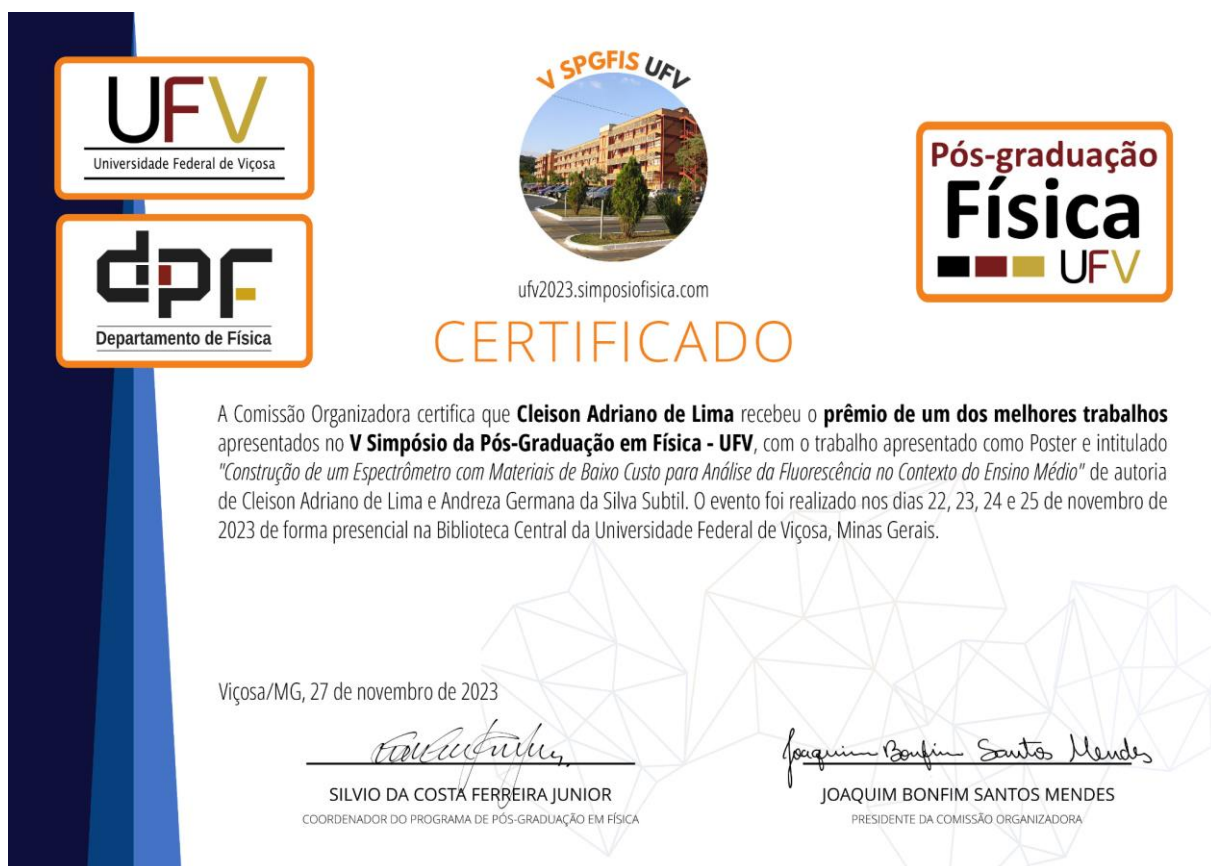 UFV
Universidade Federal de Viçosa
dpf
Departamento de Física
V SPGFIS UFV
ufv2023.simposiofisica.com
Pós-graduação
Física
UFV
CERTIFICADO
A Comissão Organizadora certifica que Cleison Adriano de Lima recebeu o prêmio de um dos melhores trabalhos
apresentados no V Simpósio da Pós-Graduação em Física - UFV, com o trabalho apresentado como Poster e intitulado
"Construção de um Espectrômetro com Materiais de Baixo Custo para Análise da Fluorescência no Contexto do Ensino Médio" de autoria
de Cleison Adriano de Lima e Andreza Germana da Silva Subtil. O evento foi realizado nos dias 22, 23, 24 e 25 de novembro de
2023 de forma presencial na Biblioteca Central da Universidade Federal de Viçosa, Minas Gerais.
Viçosa/MG, 27 de novembro de 2023
Joaquim Bonfim Santos Mendes
SILVIO DA COSTA FERREIRA JUNIOR
COORDENADOR DO PROGRAMA DE PÓS-GRADUAÇÃO EM FÍSICA
JOAQUIM BONFIM SANTOS MENDES
PRESIDENTE DA COMISSÃO ORGANIZADORA